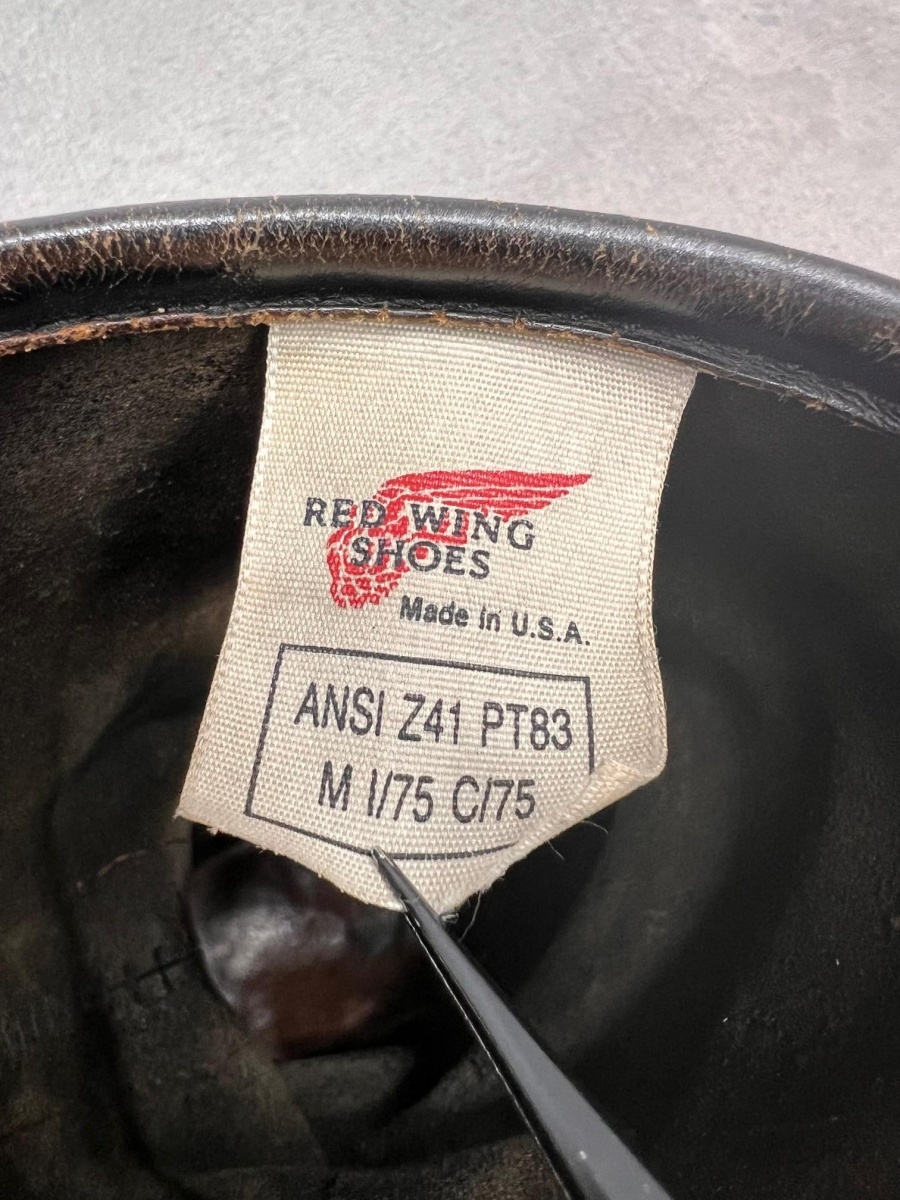 RED WING
SHOES
Made in U.S.A.
ANSI Z41 PT83
M I/75 C/75